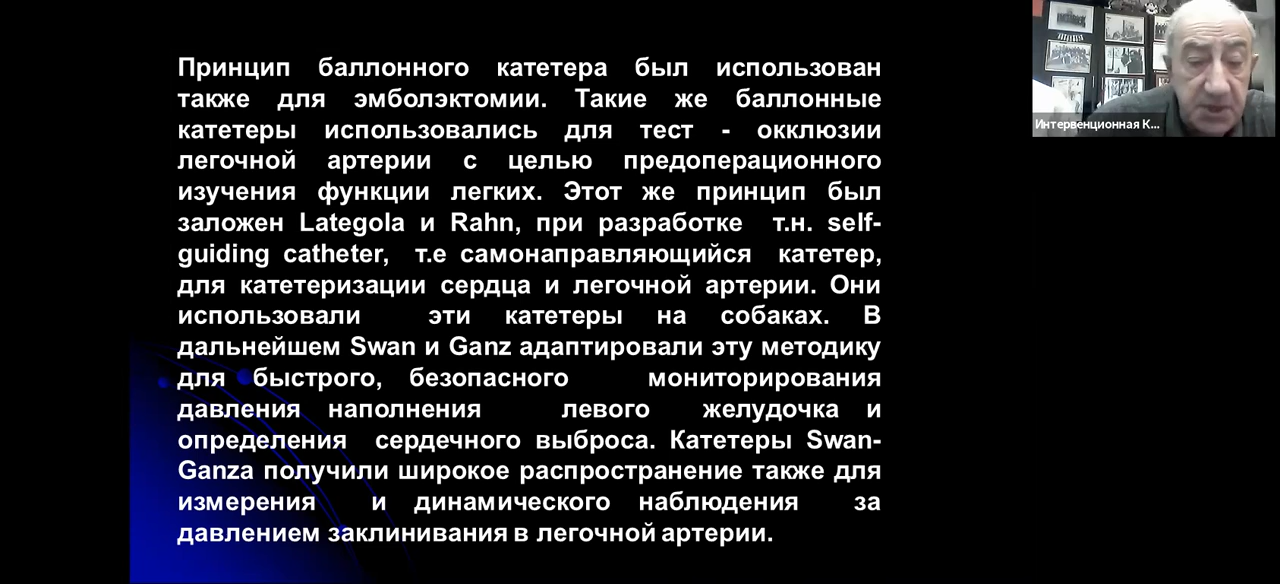 Принцип баллонного катетера был использован
также для эмболэктомии. Такие же баллонные
катетеры использовались для тест - окклюзии
легочной артерии с целью предоперационного
изучения функции легких. Этот же принцип был
заложен Lategola и Rahn, при разработке т.н. self-
guiding catheter, т.е самонаправляющийся катетер,
для катетеризации сердца и легочной артерии. Они
использовали эти катетеры на собаках. В
дальнейшем Swan и Ganz адаптировали эту методику
для быстрого, безопасного мониторирования
давления наполнения левого желудочка и
определения сердечного выброса. Катетеры Swan-
Ganza получили широкое распространение также для
измерения и динамического наблюдения за
давлением заклинивания в легочной артерии.
Интервенционная К...